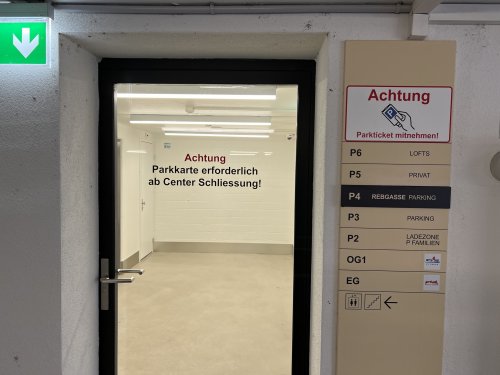 Achtung
Parkkarte erforderlich
ab Center Schliessung!
Achtung
Parkticket mitnehmen!
P6 LOFTS
P5 PRIVAT
P4 REBGASSE PARKING
P3 PARKING
P2 LADEZONE
P FAMILIEN
OG1
EG